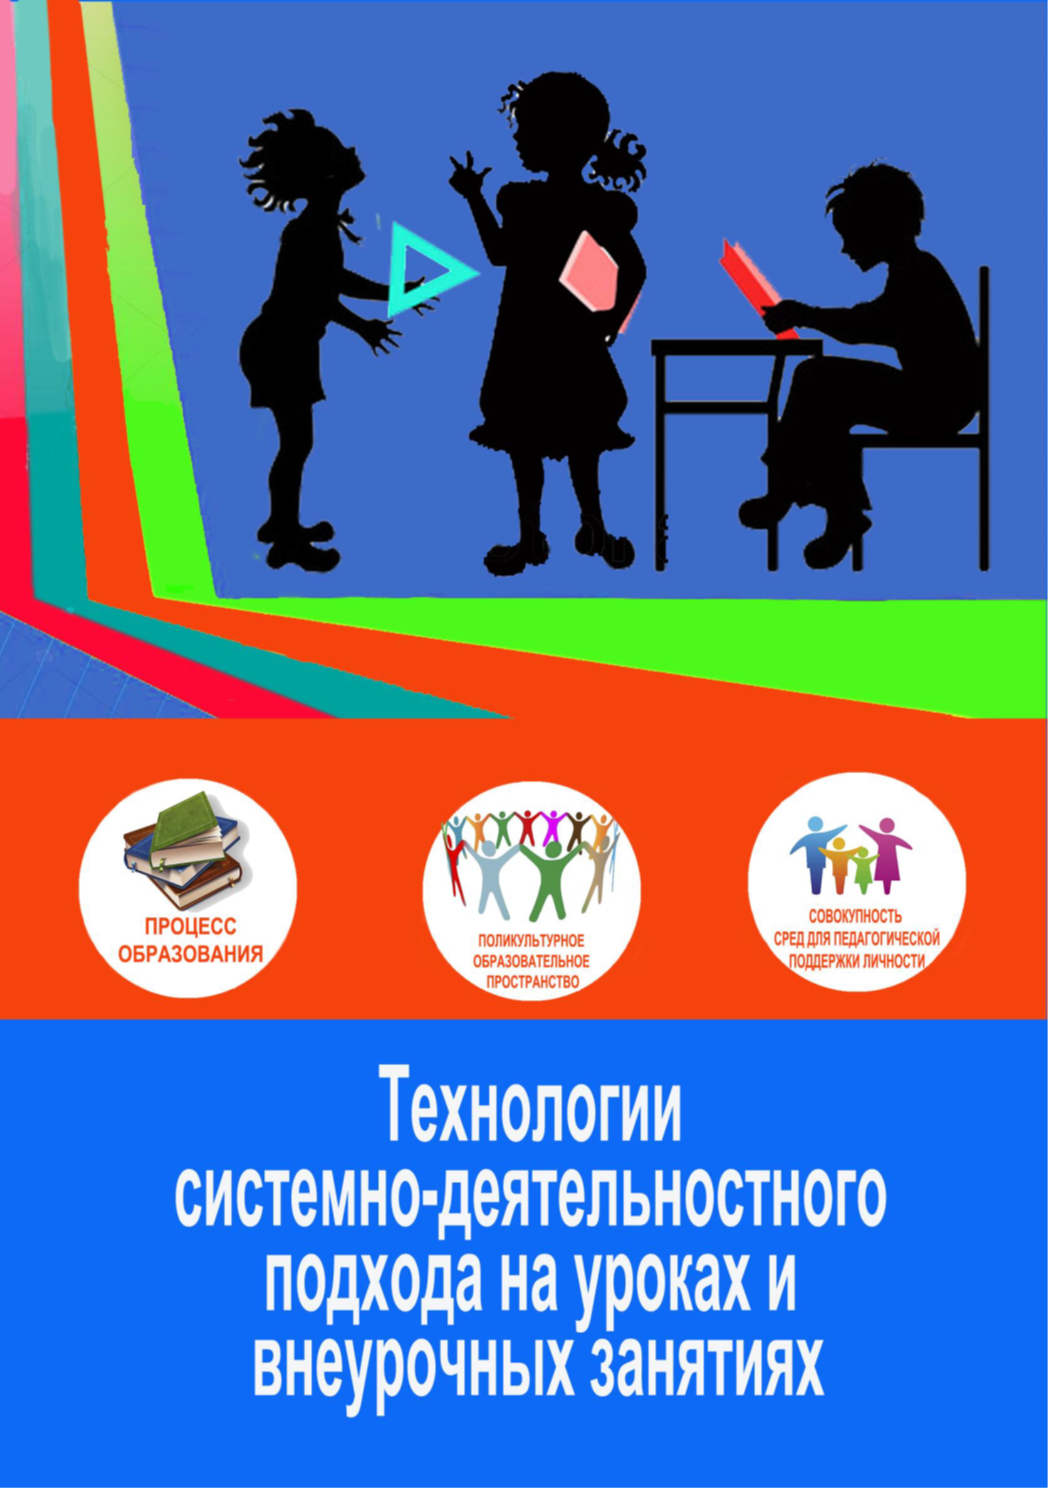 ПРОЦЕСС
ОБРАЗОВАНИЯ
ПОЛИКУЛЬТУРНОЕ
ОБРАЗОВАТЕЛЬНОЕ
ПРОСТРАНСТВО
СОВОКУПНОСТЬ
СРЕД ДЛЯ ПЕДАГОГИЧЕСКОЙ
ПОДДЕРЖКИ ЛИЧНОСТИ
Технологии
системно-деятельностного
подхода на уроках и
внеурочных занятиях